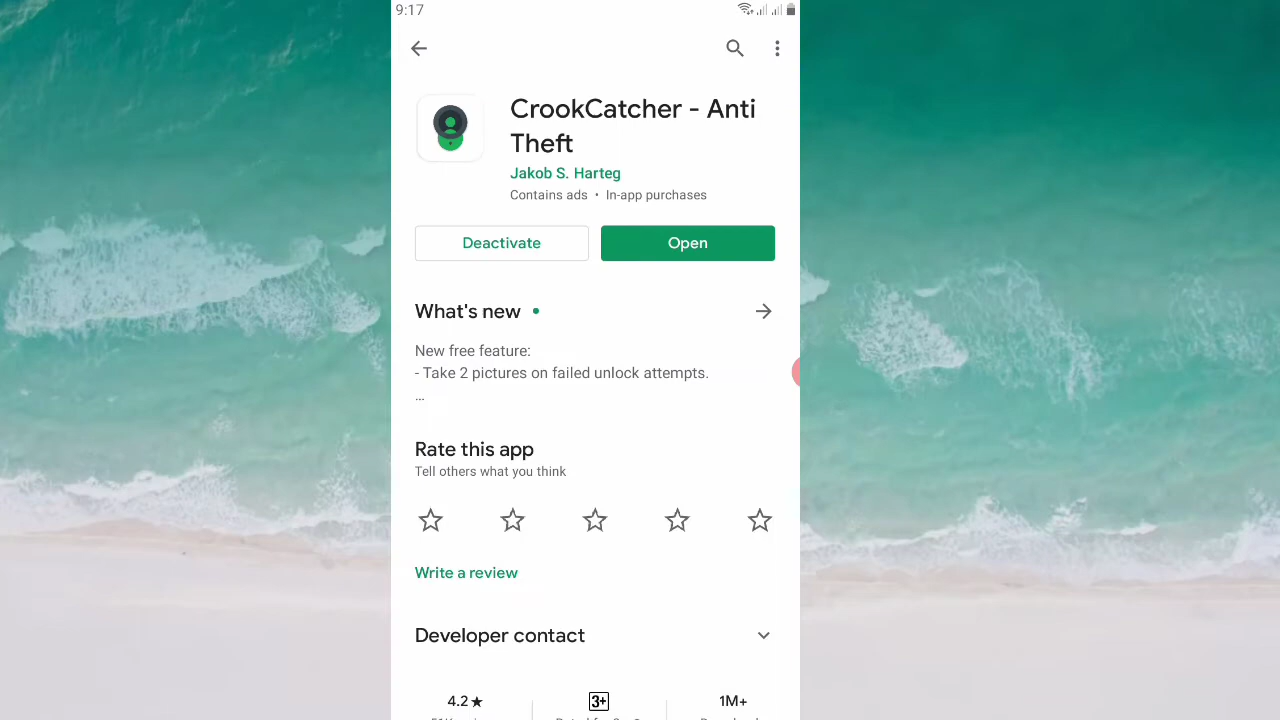 9:17
CrookCatcher - Anti
Theft
Jakob S. Harteg
Contains ads • In-app purchases
Deactivate
Open
What's new
New free feature:
- Take 2 pictures on failed unlock attempts.
...
Rate this app
Tell others what you think
Write a review
Developer contact
4.2★
3+
1M+